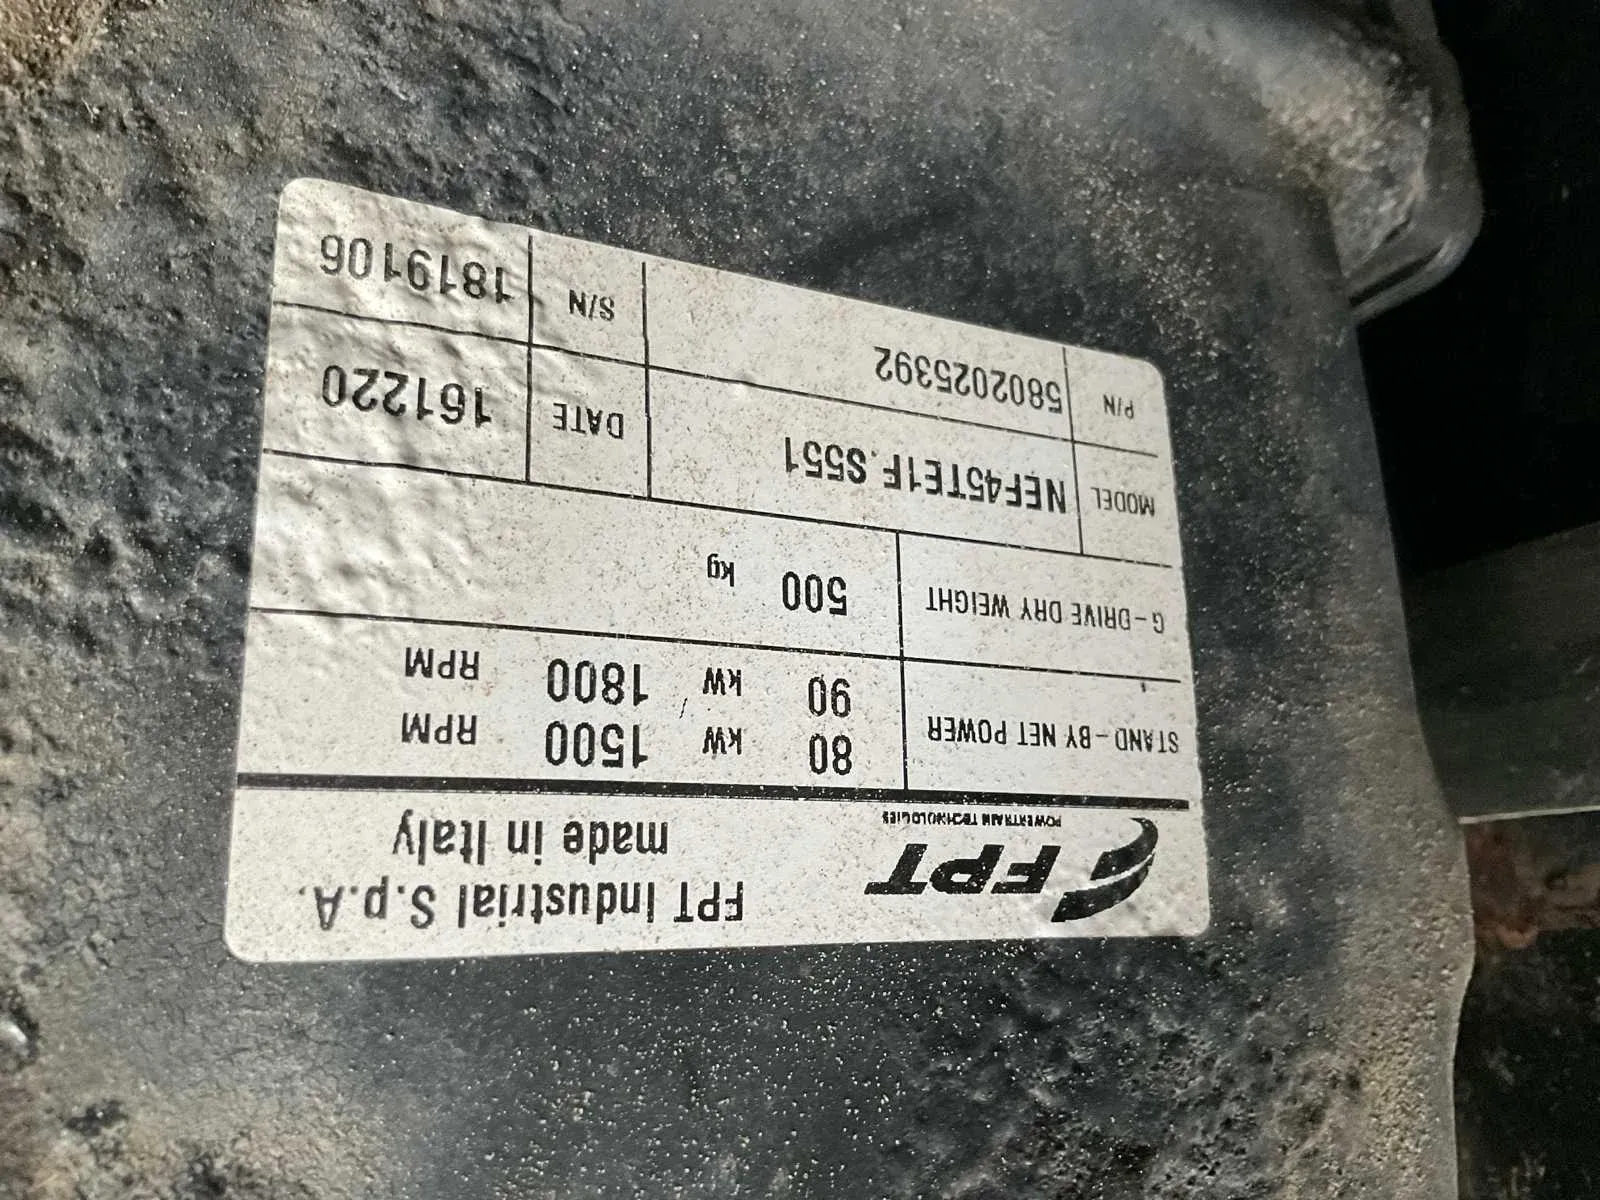 FPT
POWERTRAIN TECHNOLOGIES
FPT Industrial S.p.A.
made in Italy
STAND-BY NET POWER
80 kW 1500 RPM
90 kW / 1800 RPM
G-DRIVE DRY WEIGHT 500 kg
MODEL NEF45TE1F.S551 DATE 161220
P/N 5802025392 S/N 1819106